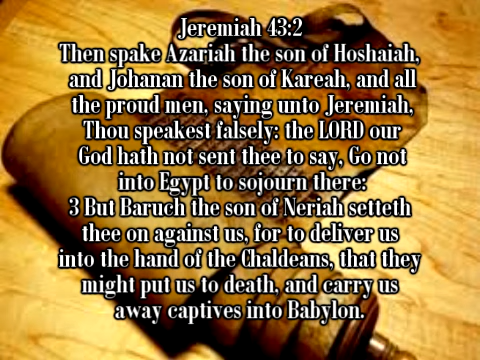 Jeremiah 43:2
Then spake Azariah the son of Hoshaiah,
and Johanan the son of Kareah, and all
the proud men, saying unto Jeremiah,
Thou speakest falsely: the LORD our
God hath not sent thee to say, Go not
into Egypt to sojourn there:
3 But Baruch the son of Neriah setteth
thee on against us, for to deliver us
into the hand of the Chaldeans, that they
might put us to death, and carry us
away captives into Babylon.